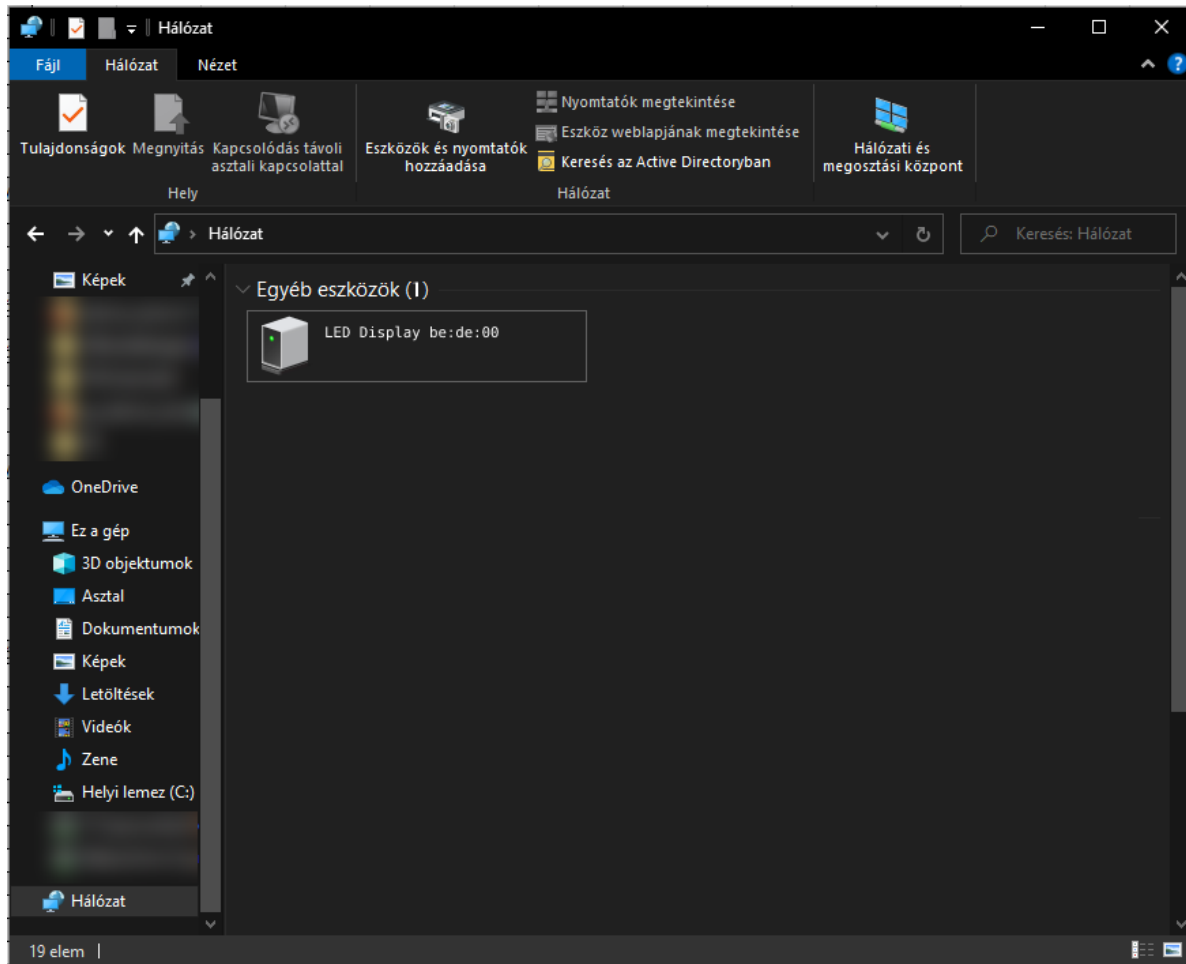 Hálózat
Fájl
Hálózat
Nézet
Tulajdonságok
Megnyitás
Kapcsolódás távoli
asztali kapcsolattal
Hely
Eszközök és nyomtatók
hozzáadása
Nyomtatók megtekintése
Eszköz weblapjának megtekintése
Keresés az Active Directoryban
Hálózat
Hálózati és
megosztási központ
Hálózat
Keresés: Hálózat
Képek
OneDrive
Ez a gép
3D objektumok
Asztal
Dokumentumok
Képek
Letöltések
Videók
Zene
Helyi lemez (C:)
Hálózat
Egyéb eszközök (1)
LED Display be:de:00
19 elem